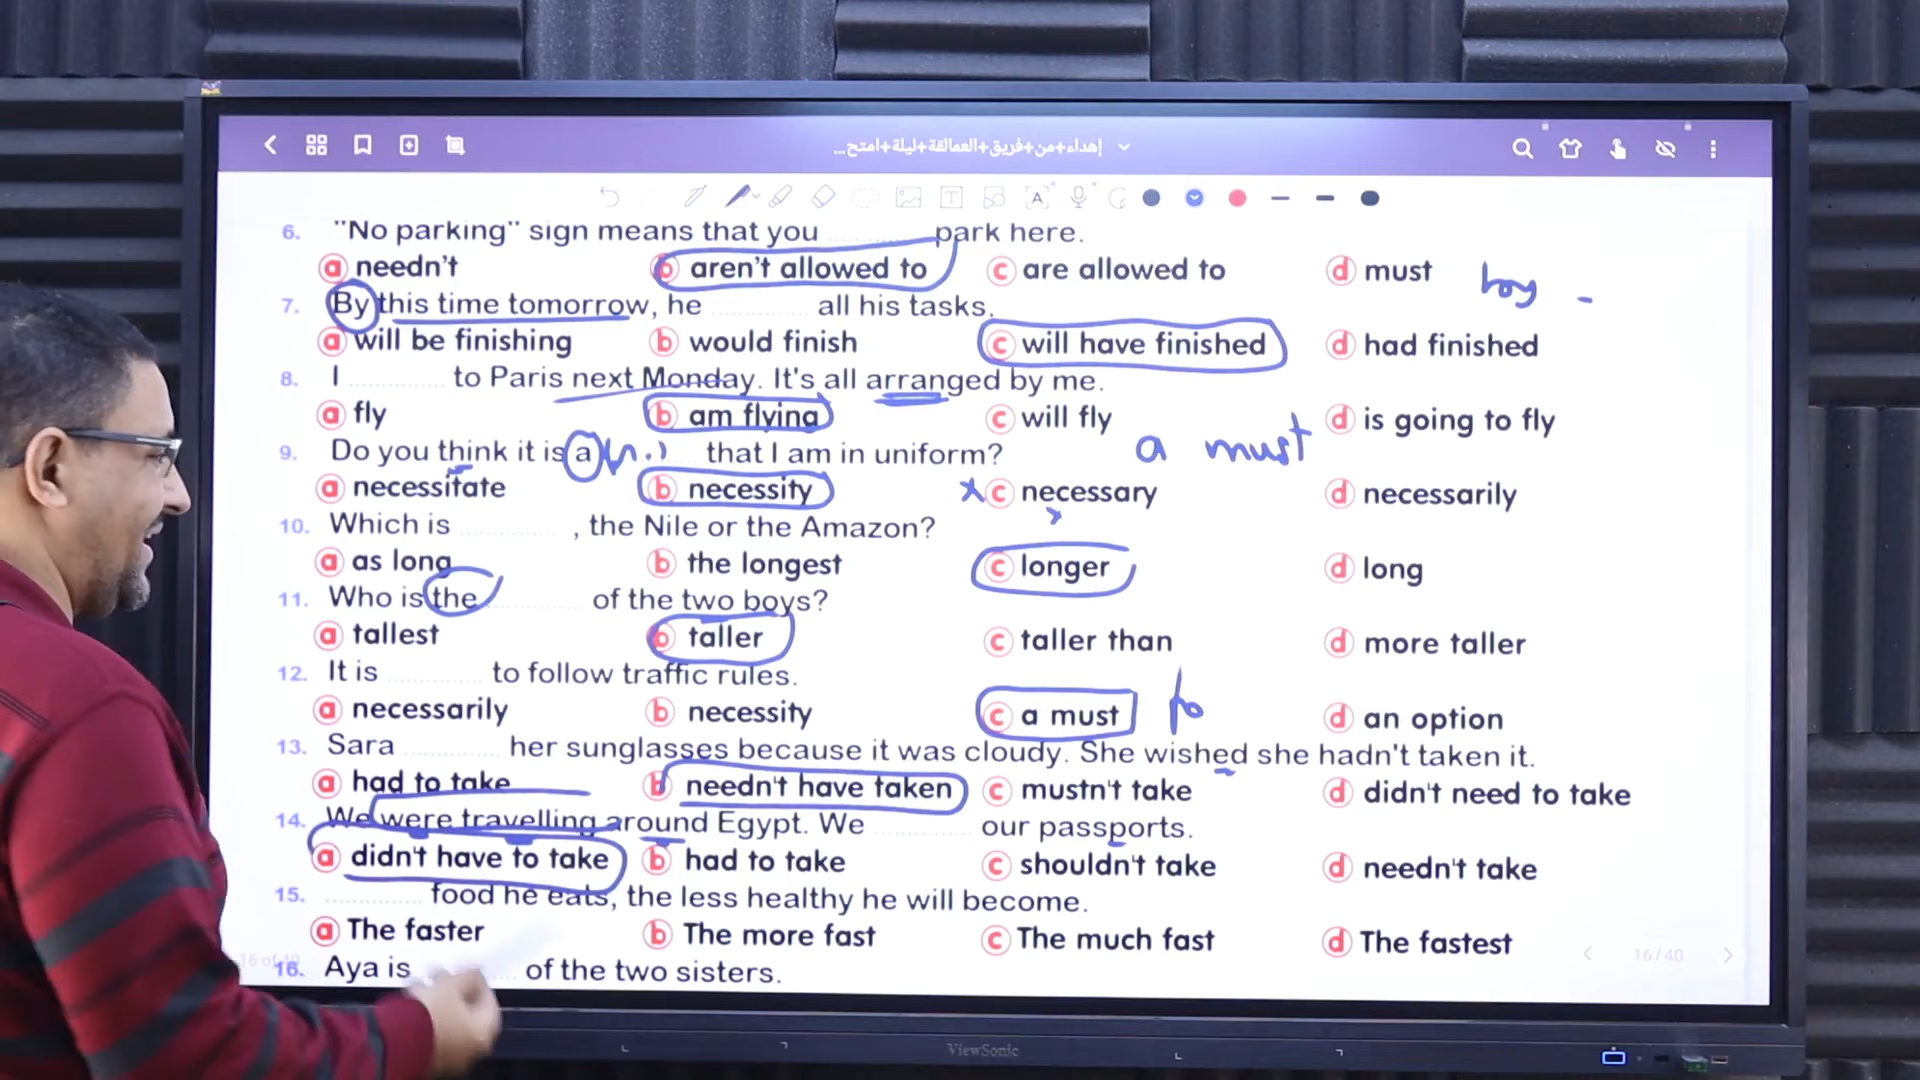 إهداء+من+فريق+العمالقة+ليلة+امتح...
6. "No parking" sign means that you .......... park here.
a needn't b aren't allowed to c are allowed to d must boy -
7. By this time tomorrow, he .......... all his tasks.
a will be finishing b would finish c will have finished d had finished
8. I .......... to Paris next Monday. It's all arranged by me.
a fly b am flying c will fly d is going to fly
9. Do you think it is a (n.) that I am in uniform? a must
a necessitate b necessity x c necessary d necessarily
10. Which is .......... , the Nile or the Amazon?
a as long b the longest c longer d long
11. Who is the .......... of the two boys?
a tallest b taller c taller than d more taller
12. It is .......... to follow traffic rules.
a necessarily b necessity c a must to d an option
13. Sara .......... her sunglasses because it was cloudy. She wished she hadn't taken it.
a had to take b needn't have taken c mustn't take d didn't need to take
14. We were travelling around Egypt. We .......... our passports.
a didn't have to take b had to take c shouldn't take d needn't take
15. .......... food he eats, the less healthy he will become.
a The faster b The more fast c The much fast d The fastest
16/40
16. Aya is .......... of the two sisters.
ViewSonic